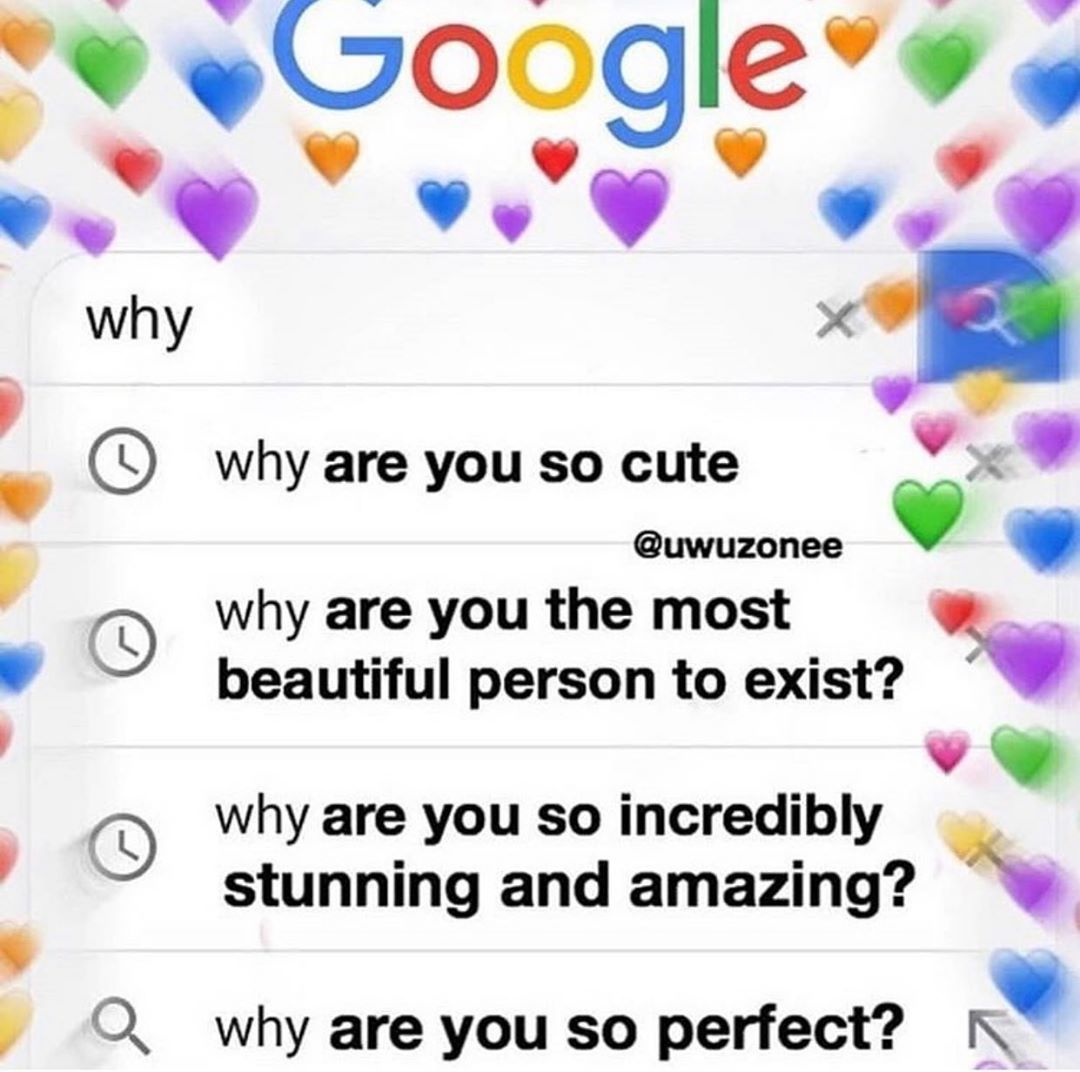 Google
why
why are you so cute
@uwuzonee
why are you the most
beautiful person to exist?
why are you so incredibly
stunning and amazing?
why are you so perfect?